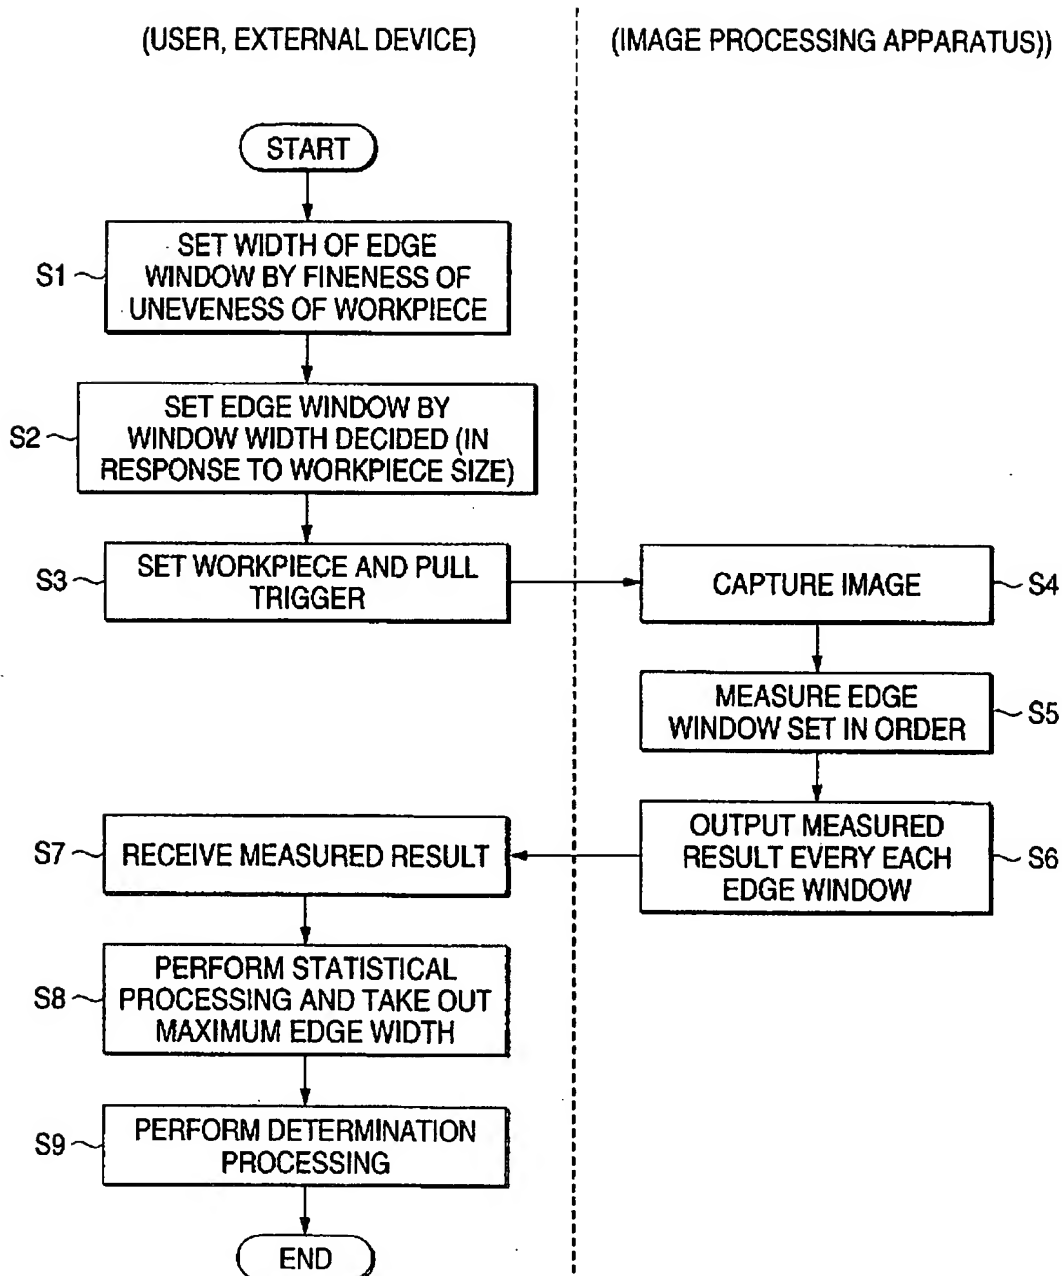 (USER, EXTERNAL DEVICE)
(IMAGE PROCESSING APPARATUS))
START
S1
SET WIDTH OF EDGE
WINDOW BY FINENESS OF
UNEVENESS OF WORKPIECE
S2
SET EDGE WINDOW BY
WINDOW WIDTH DECIDED (IN
RESPONSE TO WORKPIECE SIZE)
S3
SET WORKPIECE AND PULL
TRIGGER
CAPTURE IMAGE
S4
MEASURE EDGE
WINDOW SET IN ORDER
S5
OUTPUT MEASURED
RESULT EVERY EACH
EDGE WINDOW
S6
S7
RECEIVE MEASURED RESULT
S8
PERFORM STATISTICAL
PROCESSING AND TAKE OUT
MAXIMUM EDGE WIDTH
S9
PERFORM DETERMINATION
PROCESSING
END